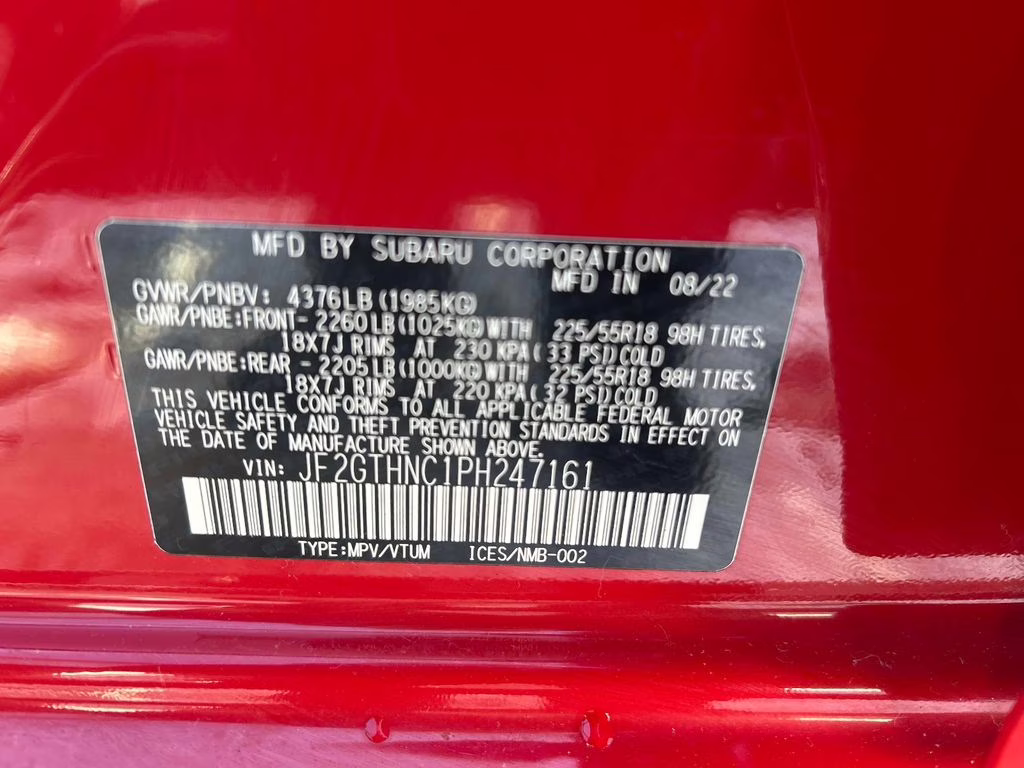 MFD BY SUBARU CORPORATION
MFD IN 08/22
GVWR/PNBV: 4376LB(1985KG)
GAWR/PNBE:FRONT- 2260LB(1025KG)WITH 225/55R18 98H TIRES,
18X7J RIMS AT 230 KPA( 33 PSI)COLD
GAWR/PNBE:REAR - 2205LB(1000KG)WITH 225/55R18 98H TIRES,
18X7J RIMS AT 220 KPA( 32 PSI)COLD
THIS VEHICLE CONFORMS TO ALL APPLICABLE FEDERAL MOTOR
VEHICLE SAFETY AND THEFT PREVENTION STANDARDS IN EFFECT ON
THE DATE OF MANUFACTURE SHOWN ABOVE.
VIN: JF2GTHNC1PH247161
TYPE:MPV/VTUM ICES/NMB-002